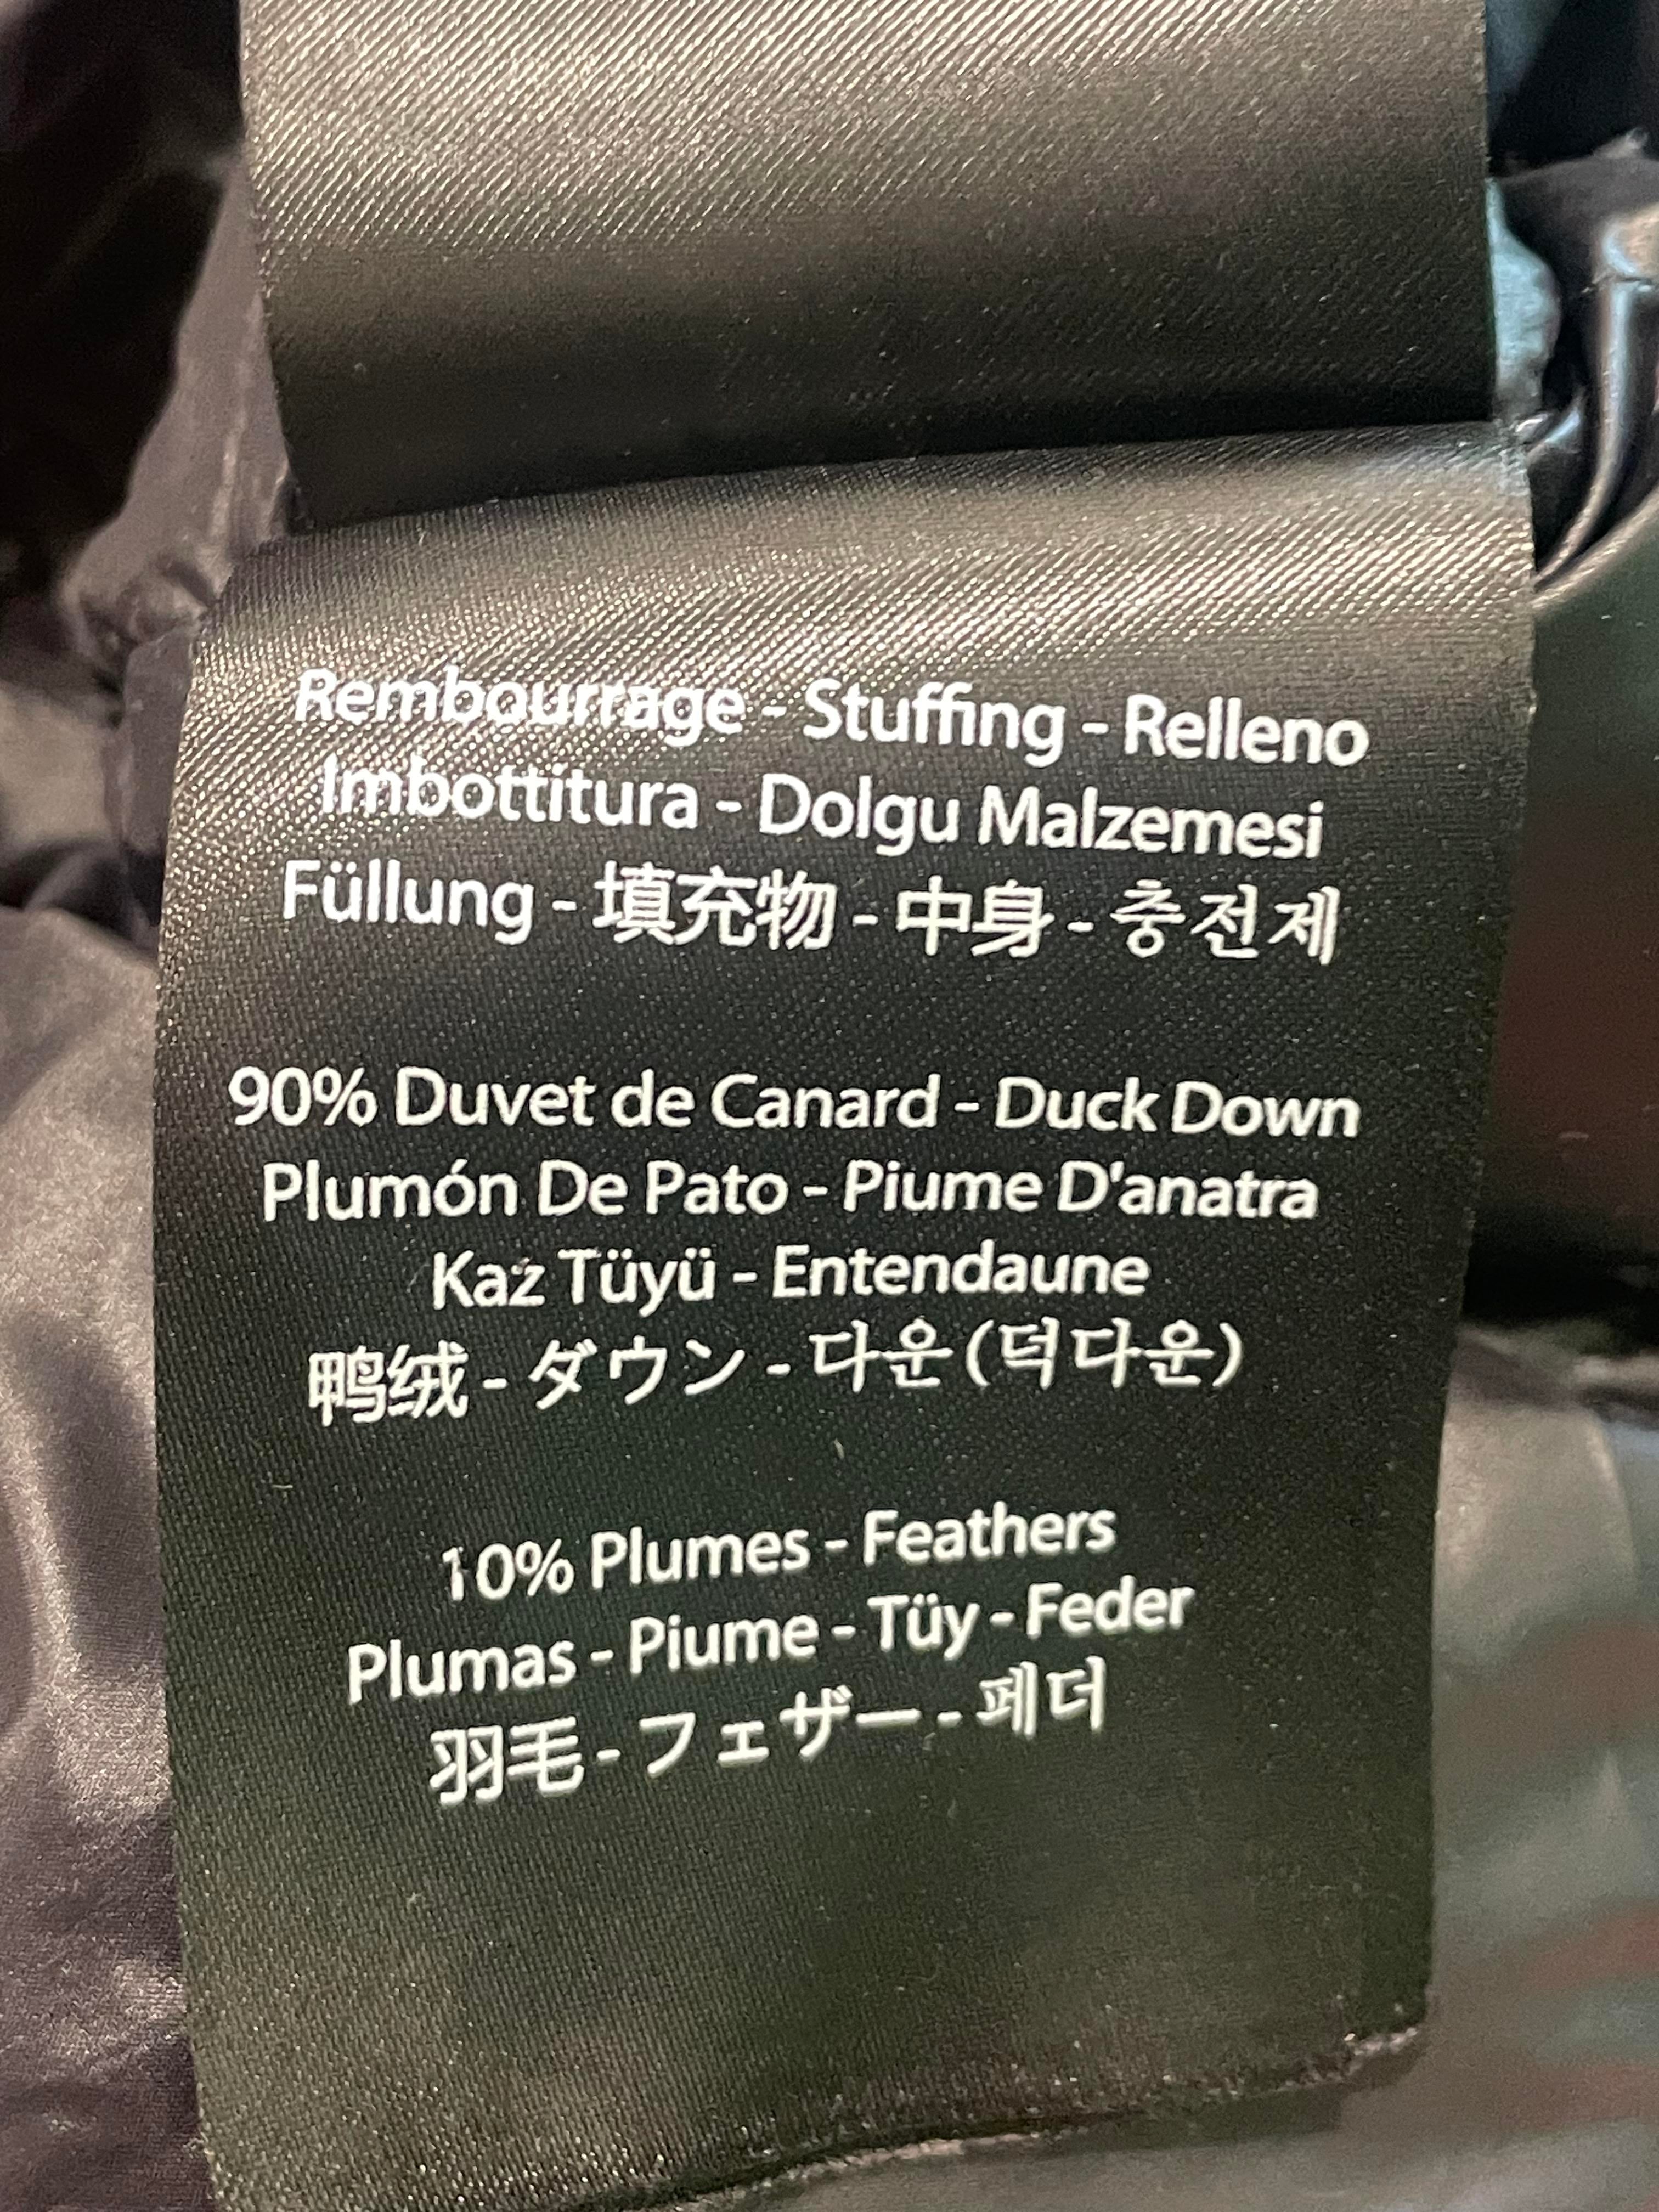 Rembourrage - Stuffing - Relleno
Imbottitura - Dolgu Malzemesi
Füllung - 填充物 - 中身 - 충전제
90% Duvet de Canard - Duck Down
Plumón De Pato - Piume D'anatra
Kaz Tüyü - Entendaune
鸭绒 - ダウン - 다운(덕다운)
10% Plumes - Feathers
Plumas - Piume - Tüy - Feder
羽毛 - フェザー - 페더